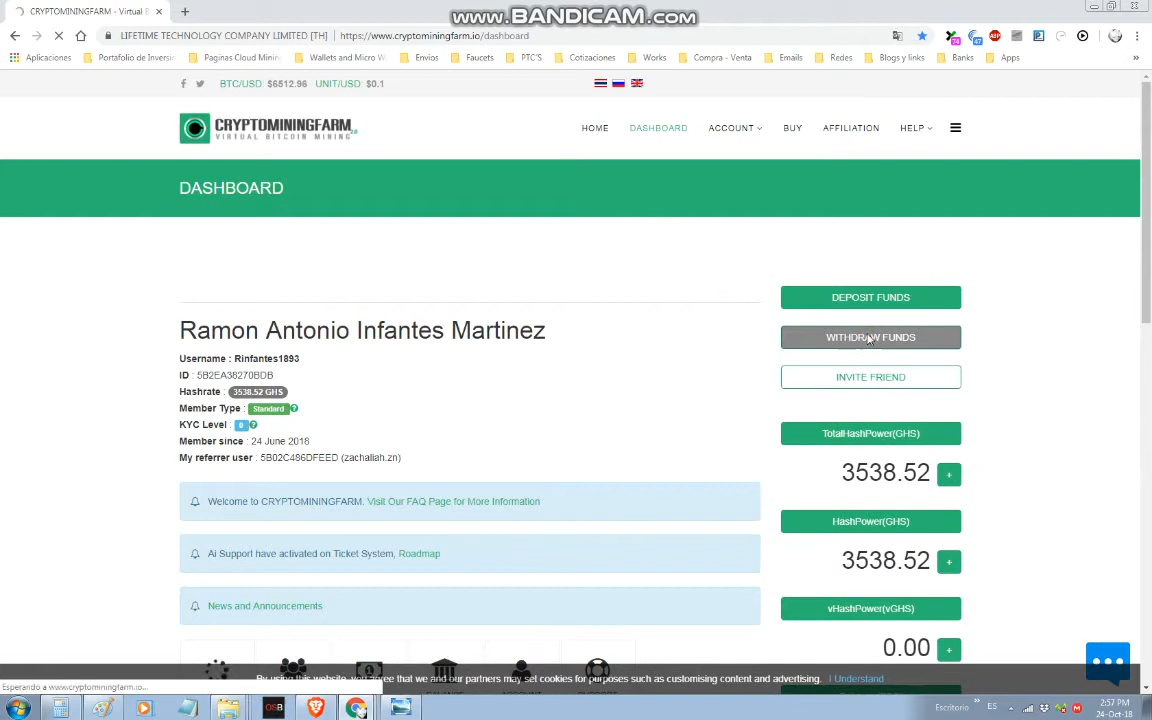 www.BANDICAM.com
CRYPTOMININGFARM - Virtual B
LIFETIME TECHNOLOGY COMPANY LIMITED [TH] https://www.cryptominingfarm.io/dashboard
Aplicaciones Portafolio de Inversi Paginas Cloud Minin Wallets and Micro W Envios Faucets PTC'S Cotizaciones Works Compra - Venta Emails Redes Blogs y links Banks Apps »
BTC/USD: $6512.96 UNIT/USD: $0.1
CRYPTOMININGFARM 2.0
VIRTUAL BITCOIN MINING
HOME DASHBOARD ACCOUNT BUY AFFILIATION HELP
DASHBOARD
DEPOSIT FUNDS
Ramon Antonio Infantes Martinez
WITHDRAW FUNDS
Username : Rinfantes1893
ID : 5B2EA38270BDB
INVITE FRIEND
Hashrate : 3538.52 GHS
Member Type : Standard ?
KYC Level : 0 ?
TotalHashPower(GHS)
Member since : 24 June 2018
My referrer user : 5B02C486DFEED (zachaliah.zn)
3538.52 +
Welcome to CRYPTOMININGFARM. Visit Our FAQ Page for More Information
HashPower(GHS)
Ai Support have activated on Ticket System, Roadmap
3538.52 +
News and Announcements
vHashPower(vGHS)
0.00 +
By using this website, you agree that we and our partners may set cookies for purposes such as customising content and advertising. I Understand
Esperando a www.cryptominingfarm.io...
OSB
Escritorio » ES
2:57 PM
24-Oct-18